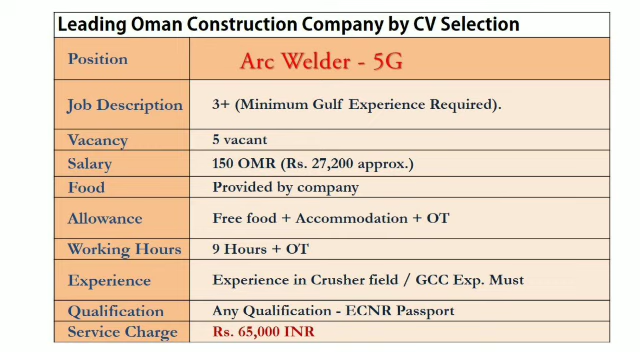 Leading Oman Construction Company by CV Selection
Position Arc Welder - 5G
Job Description 3+ (Minimum Gulf Experience Required).
Vacancy 5 vacant
Salary 150 OMR (Rs. 27,200 approx.)
Food Provided by company
Allowance Free food + Accommodation + OT
Working Hours 9 Hours + OT
Experience Experience in Crusher field / GCC Exp. Must
Qualification Any Qualification - ECNR Passport
Service Charge Rs. 65,000 INR